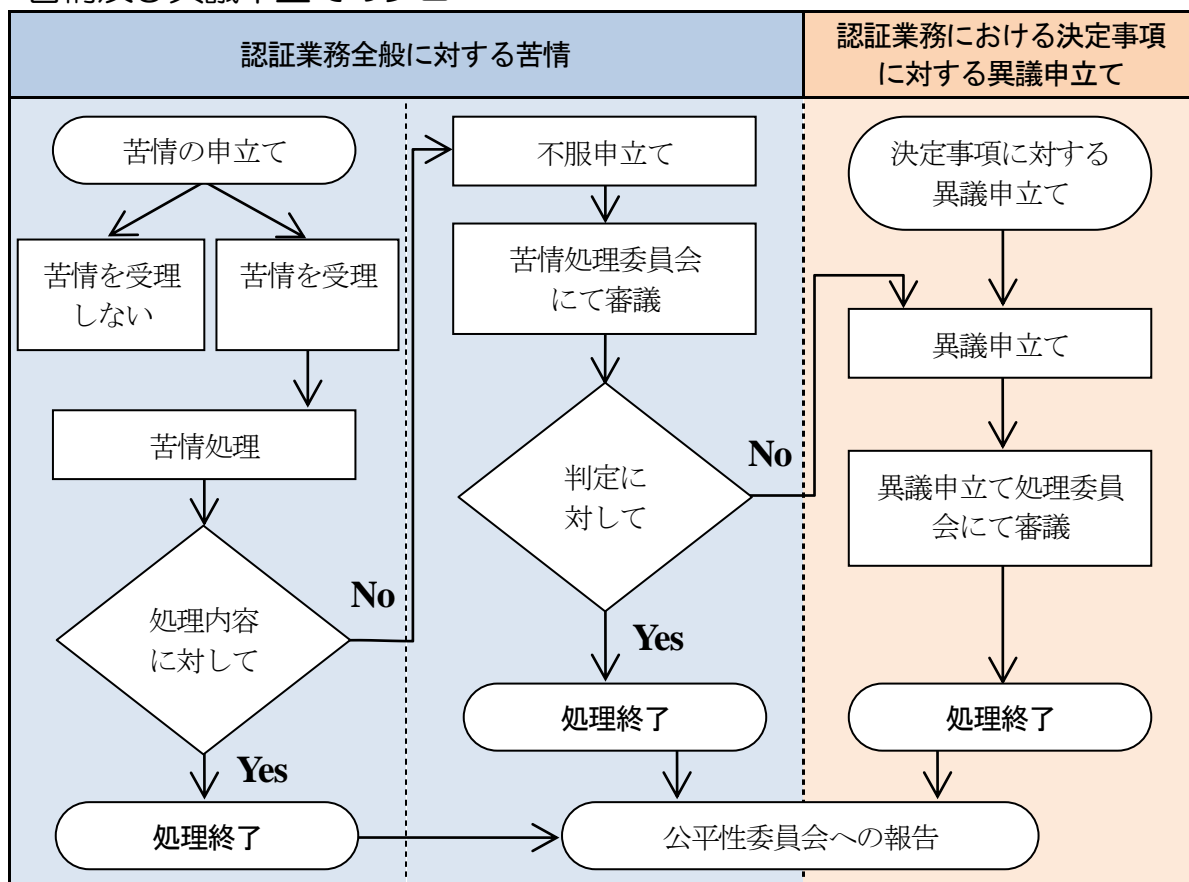 認証業務全般に対する苦情
認証業務における決定事項
に対する異議申立て
苦情の申立て
苦情を受理
しない
苦情を受理
苦情処理
処理内容
に対して
No
Yes
処理終了
不服申立て
苦情処理委員会
にて審議
判定に
対して
No
Yes
処理終了
決定事項に対する
異議申立て
異議申立て
異議申立て処理委員
会にて審議
処理終了
公平性委員会への報告